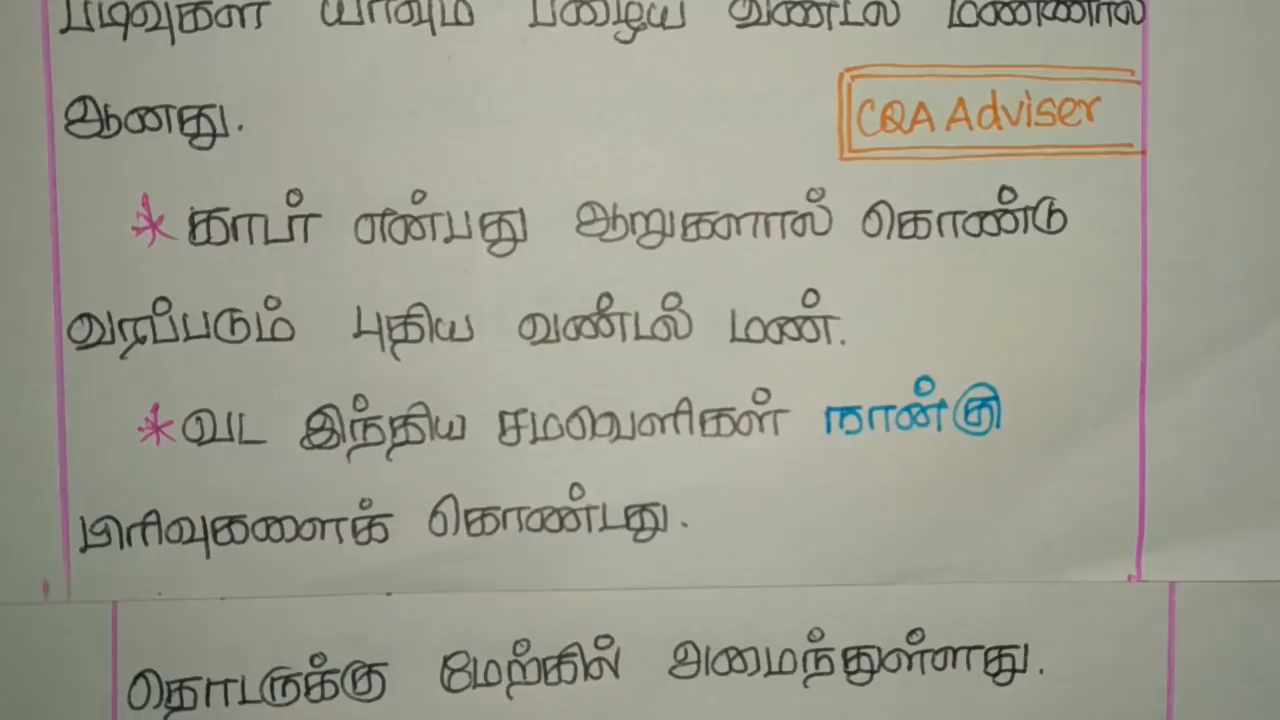 படிவுகள் யாவும் பழைய வண்டல் மண்ணால்
ஆனது.
CQA Adviser
* காபர் என்பது ஆறுகளால் கொண்டு
வரப்படும் புதிய வண்டல் மண்.
* வட இந்திய சமவெளிகள் நான்கு
பிரிவுகளைக் கொண்டது.
தொடருக்கு மேற்கில் அமைந்துள்ளது.